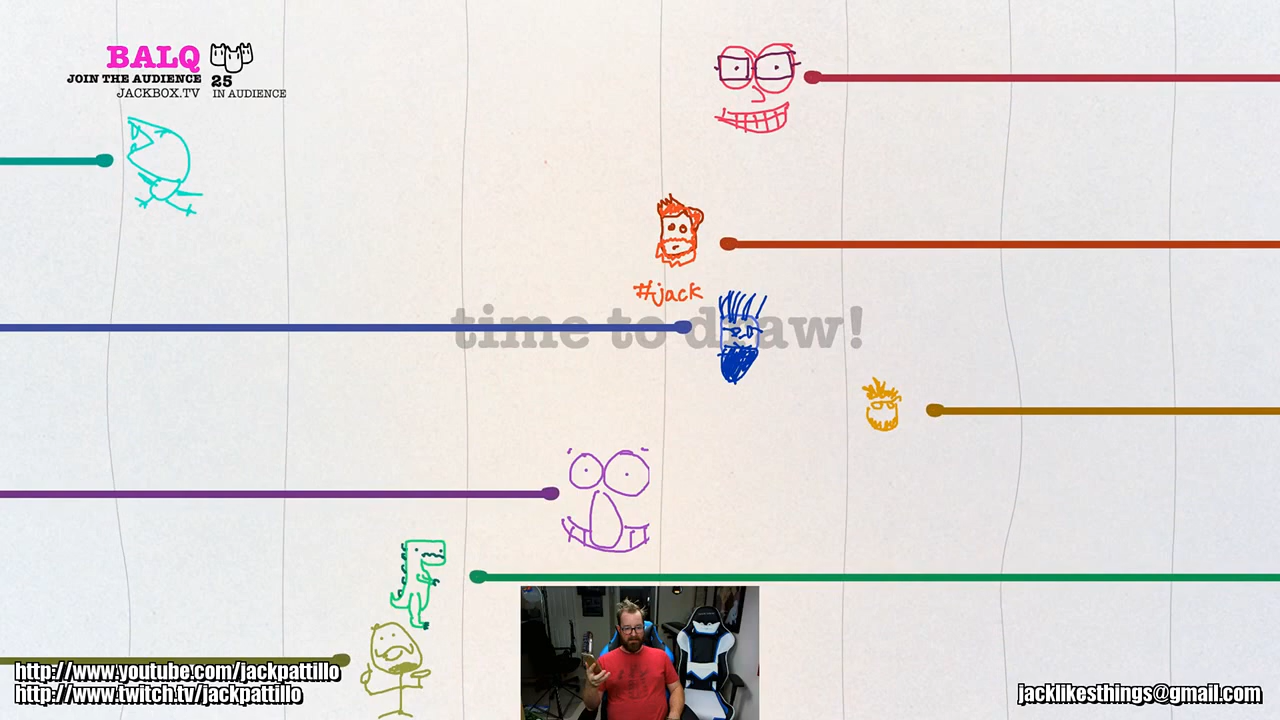 BALQ
JOIN THE AUDIENCE
JACKBOX.TV
25
IN AUDIENCE
#jack
time to draw!
http://www.youtube.com/jackpattillo
http://www.twitch.tv/jackpattillo
jacklikesthings@gmail.com